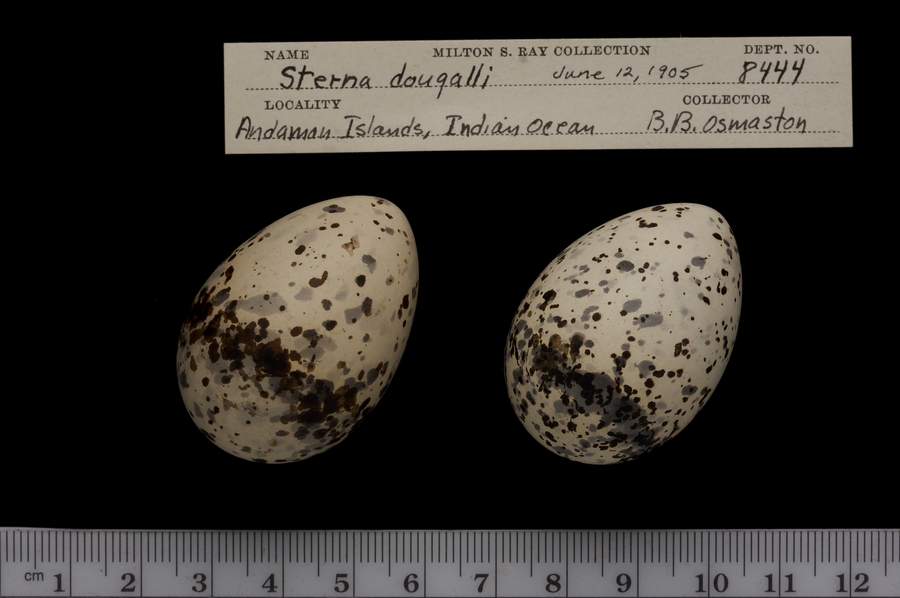 NAME MILTON S. RAY COLLECTION DEPT. NO.
Sterna dougalli June 12, 1905 8444
LOCALITY COLLECTOR
Andaman Islands, Indian Ocean B.B. Osmaston
cm 1 2 3 4 5 6 7 8 9 10 11 12